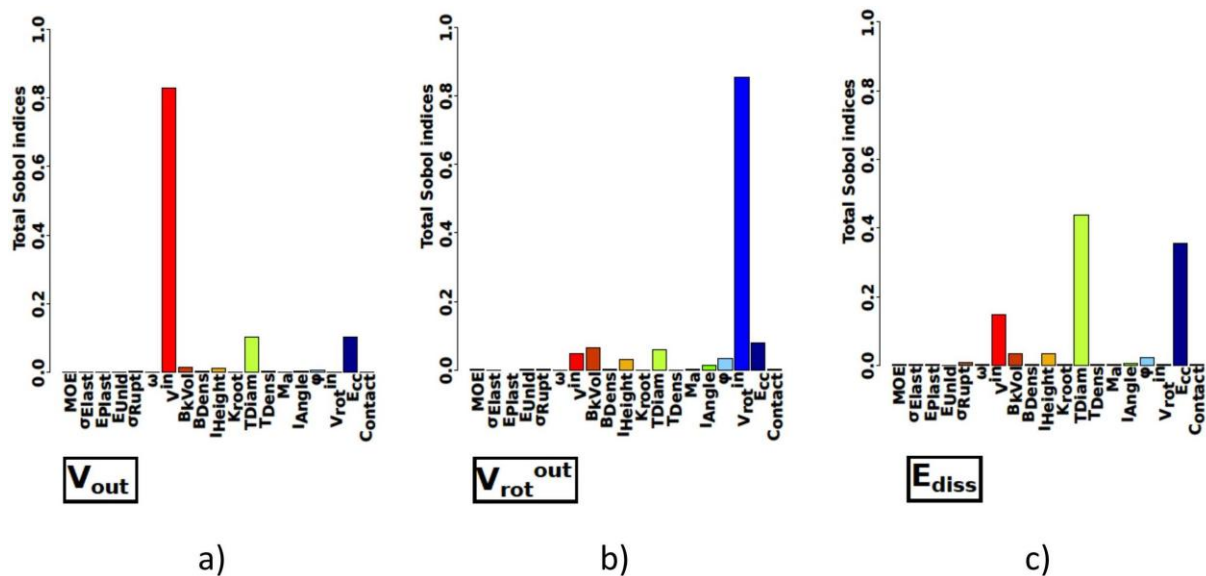 Total Sobol indices
0.0 0.2 0.4 0.6 0.8 1.0
MOE
σElast
EPlast
EUnld
σRupt
ω
Vin
BkVol
BDens
IHeight
Kroot
TDiam
TDens
Ma
IAngle
φ
Vrot in
Ecc
Contact
Vout
a)
Total Sobol indices
0.0 0.2 0.4 0.6 0.8 1.0
MOE
σElast
EPlast
EUnld
σRupt
ω
Vin
BkVol
BDens
IHeight
Kroot
TDiam
TDens
Ma
IAngle
φ
Vrot in
Ecc
Contact
Vrot out
b)
Total Sobol indices
0.0 0.2 0.4 0.6 0.8 1.0
MOE
σElast
EPlast
EUnld
σRupt
ω
Vin
BkVol
BDens
IHeight
Kroot
TDiam
TDens
Ma
IAngle
φ
Vrot in
Ecc
Contact
Ediss
c)